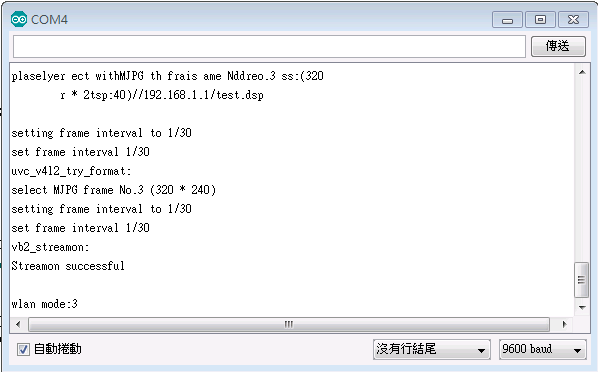 COM4
傳送
plaselyer ect withMJPG th frais ame Nddreo.3 ss:(320
r * 2tsp:40)//192.168.1.1/test.dsp
setting frame interval to 1/30
set frame interval 1/30
uvc_v4l2_try_format:
select MJPG frame No.3 (320 * 240)
setting frame interval to 1/30
set frame interval 1/30
vb2_streamon:
Streamon successful
wlan mode:3
自動捲動
沒有行結尾
9600 baud